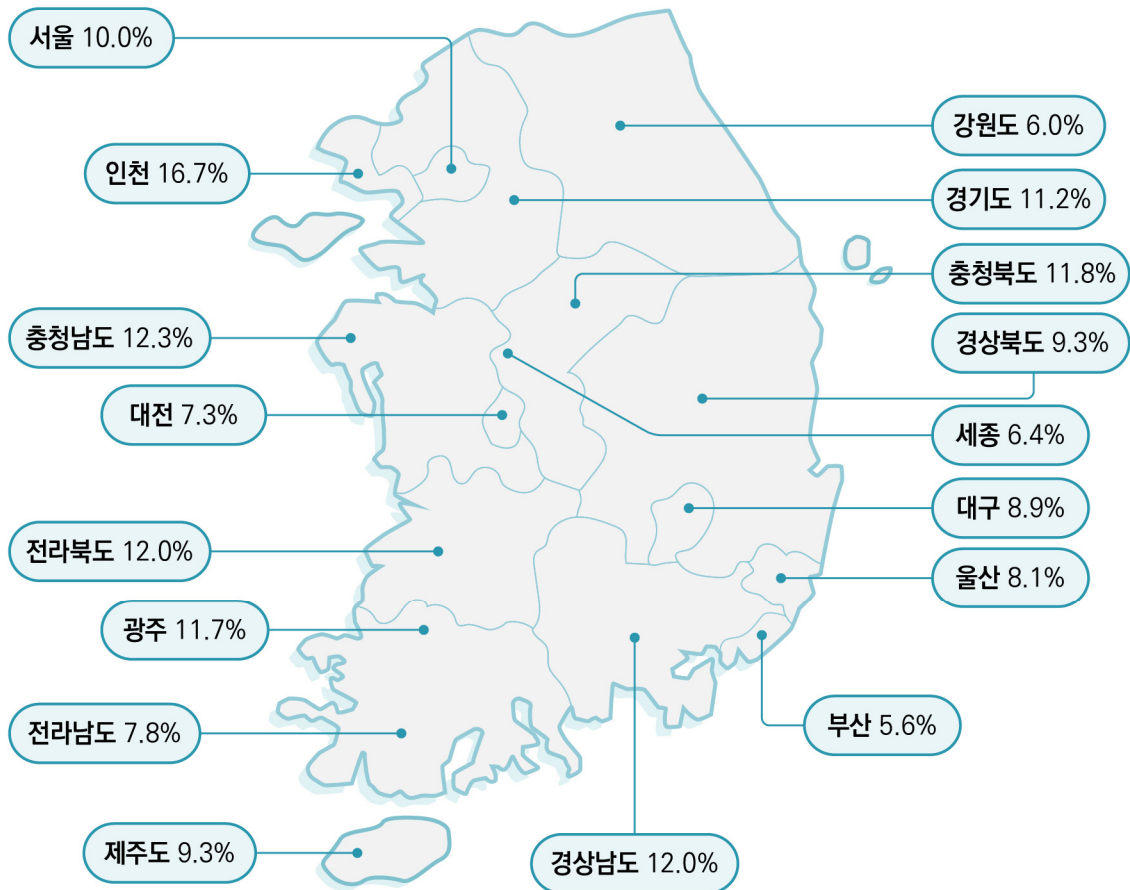 서울 10.0%
강원도 6.0%
인천 16.7%
경기도 11.2%
충청북도 11.8%
충청남도 12.3%
경상북도 9.3%
대전 7.3%
세종 6.4%
대구 8.9%
전라북도 12.0%
울산 8.1%
광주 11.7%
전라남도 7.8%
부산 5.6%
제주도 9.3%
경상남도 12.0%